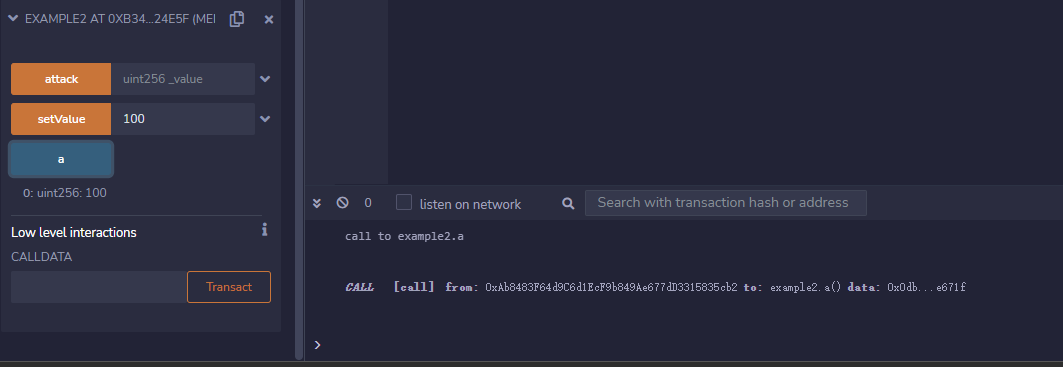 EXAMPLE2 AT 0XB34...24E5F (MEI
attack uint256 _value
setValue 100
a
0: uint256: 100
Low level interactions
CALLDATA
Transact
0 listen on network Search with transaction hash or address
call to example2.a
CALL [call] from: 0xAb8483F64d9C6d1EcF9b849Ae677dD3315835cb2 to: example2.a() data: 0x0db...e671f
>